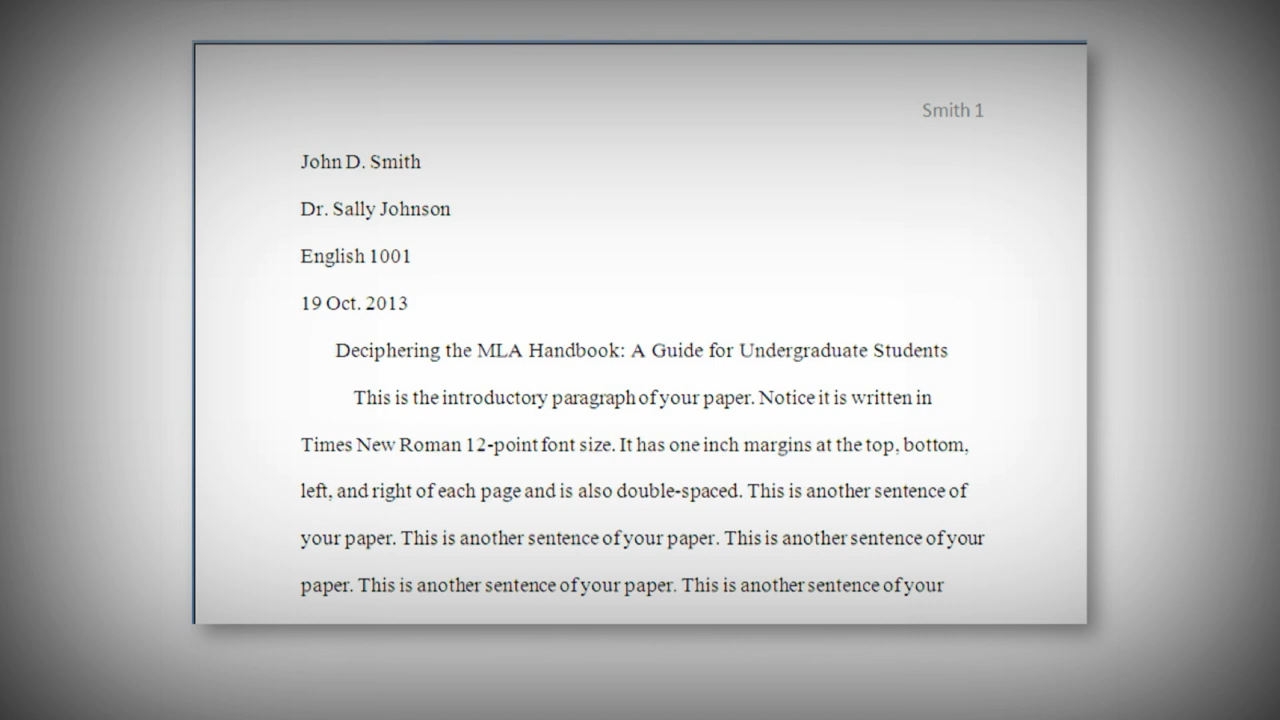 Smith 1
John D. Smith
Dr. Sally Johnson
English 1001
19 Oct. 2013
Deciphering the MLA Handbook: A Guide for Undergraduate Students
This is the introductory paragraph of your paper. Notice it is written in
Times New Roman 12-point font size. It has one inch margins at the top, bottom,
left, and right of each page and is also double-spaced. This is another sentence of
your paper. This is another sentence of your paper. This is another sentence of your
paper. This is another sentence of your paper. This is another sentence of your